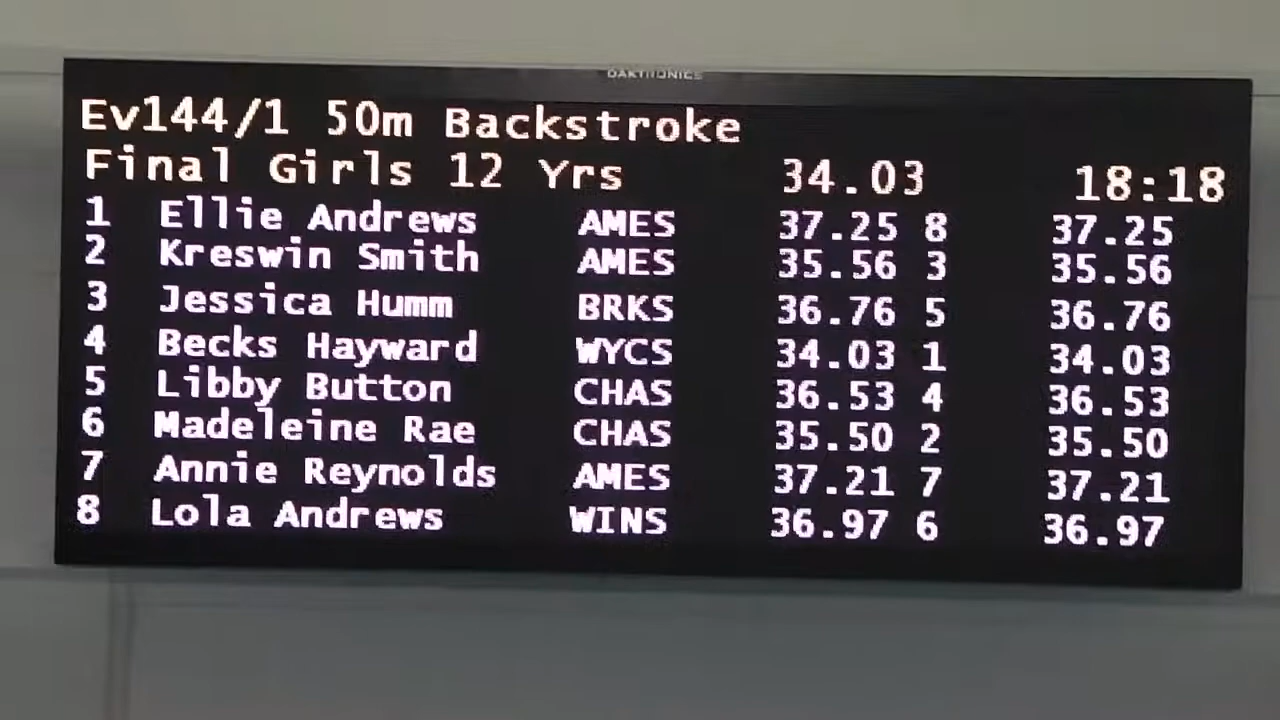 DAKTRONICS
Ev144/1 50m Backstroke
Final Girls 12 Yrs 34.03 18:18
1 Ellie Andrews AMES 37.25 8 37.25
2 Kreswin Smith AMES 35.56 3 35.56
3 Jessica Humm BRKS 36.76 5 36.76
4 Becks Hayward WYCS 34.03 1 34.03
5 Libby Button CHAS 36.53 4 36.53
6 Madeleine Rae CHAS 35.50 2 35.50
7 Annie Reynolds AMES 37.21 7 37.21
8 Lola Andrews WINS 36.97 6 36.97